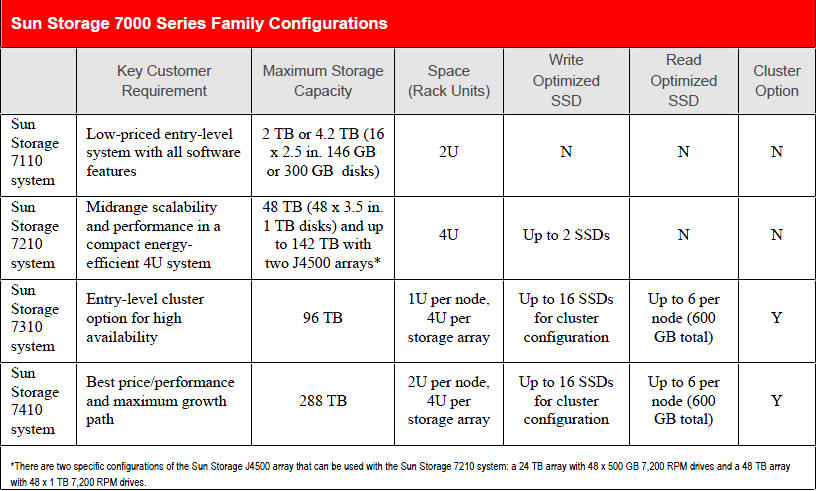 Sun Storage 7000 Series Family Configurations
Key Customer
Requirement
Maximum Storage
Capacity
Space
(Rack Units)
Write
Optimized
SSD
Read
Optimized
SSD
Cluster
Option
Sun
Storage
7110
system
Low-priced entry-level
system with all software
features
2 TB or 4.2 TB (16
x 2.5 in. 146 GB
or 300 GB disks)
2U
N
N
N
Sun
Storage
7210
system
Midrange scalability
and performance in a
compact energy-
efficient 4U system
48 TB (48 x 3.5 in.
1 TB disks) and up
to 142 TB with
two J4500 arrays*
4U
Up to 2 SSDs
N
N
Sun
Storage
7310
system
Entry-level cluster
option for high
availability
96 TB
1U per node,
4U per
storage array
Up to 16 SSDs
for cluster
configuration
Up to 6 per
node (600
GB total)
Y
Sun
Storage
7410
system
Best price/performance
and maximum growth
path
288 TB
2U per node,
4U per
storage array
Up to 16 SSDs
for cluster
configuration
Up to 6 per
node (600
GB total)
Y
*There are two specific configurations of the Sun Storage J4500 array that can be used with the Sun Storage 7210 system: a 24 TB array with 48 x 500 GB 7,200 RPM drives and a 48 TB array
with 48 x 1 TB 7,200 RPM drives.